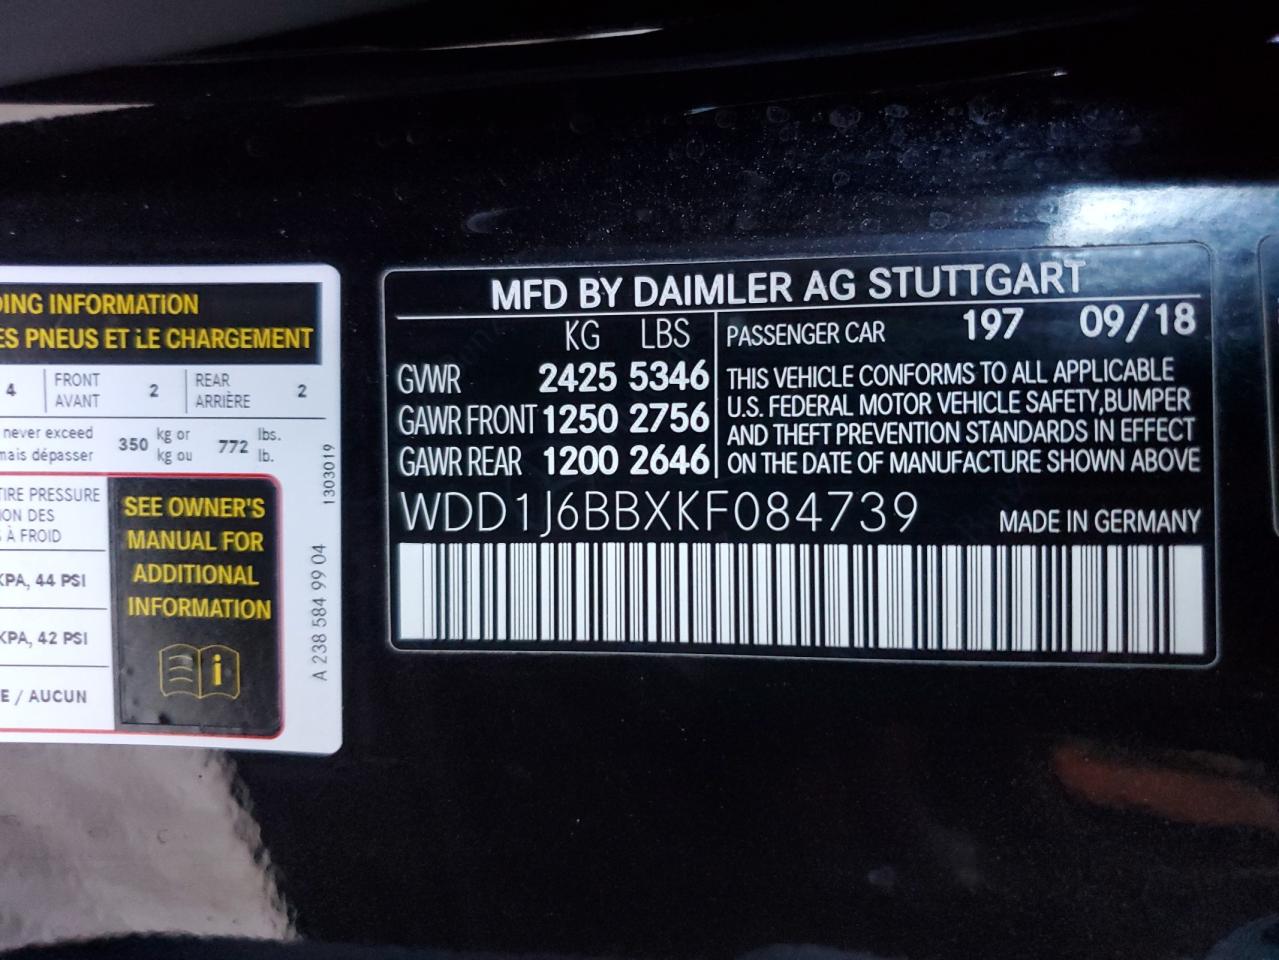 DING INFORMATION
ES PNEUS ET LE CHARGEMENT
4 FRONT AVANT 2 REAR ARRIÈRE 2
never exceed 350 kg or 772 lbs.
mais dépasser kg ou lb.
TIRE PRESSURE
ION DES
À FROID
KPA, 44 PSI
KPA, 42 PSI
E / AUCUN
SEE OWNER'S
MANUAL FOR
ADDITIONAL
INFORMATION
i
1303019
A 238 584 99 04
MFD BY DAIMLER AG STUTTGART
KG LBS
GVWR 2425 5346
GAWR FRONT 1250 2756
GAWR REAR 1200 2646
PASSENGER CAR 197 09/18
THIS VEHICLE CONFORMS TO ALL APPLICABLE
U.S. FEDERAL MOTOR VEHICLE SAFETY,BUMPER
AND THEFT PREVENTION STANDARDS IN EFFECT
ON THE DATE OF MANUFACTURE SHOWN ABOVE
WDD1J6BBXKF084739
MADE IN GERMANY